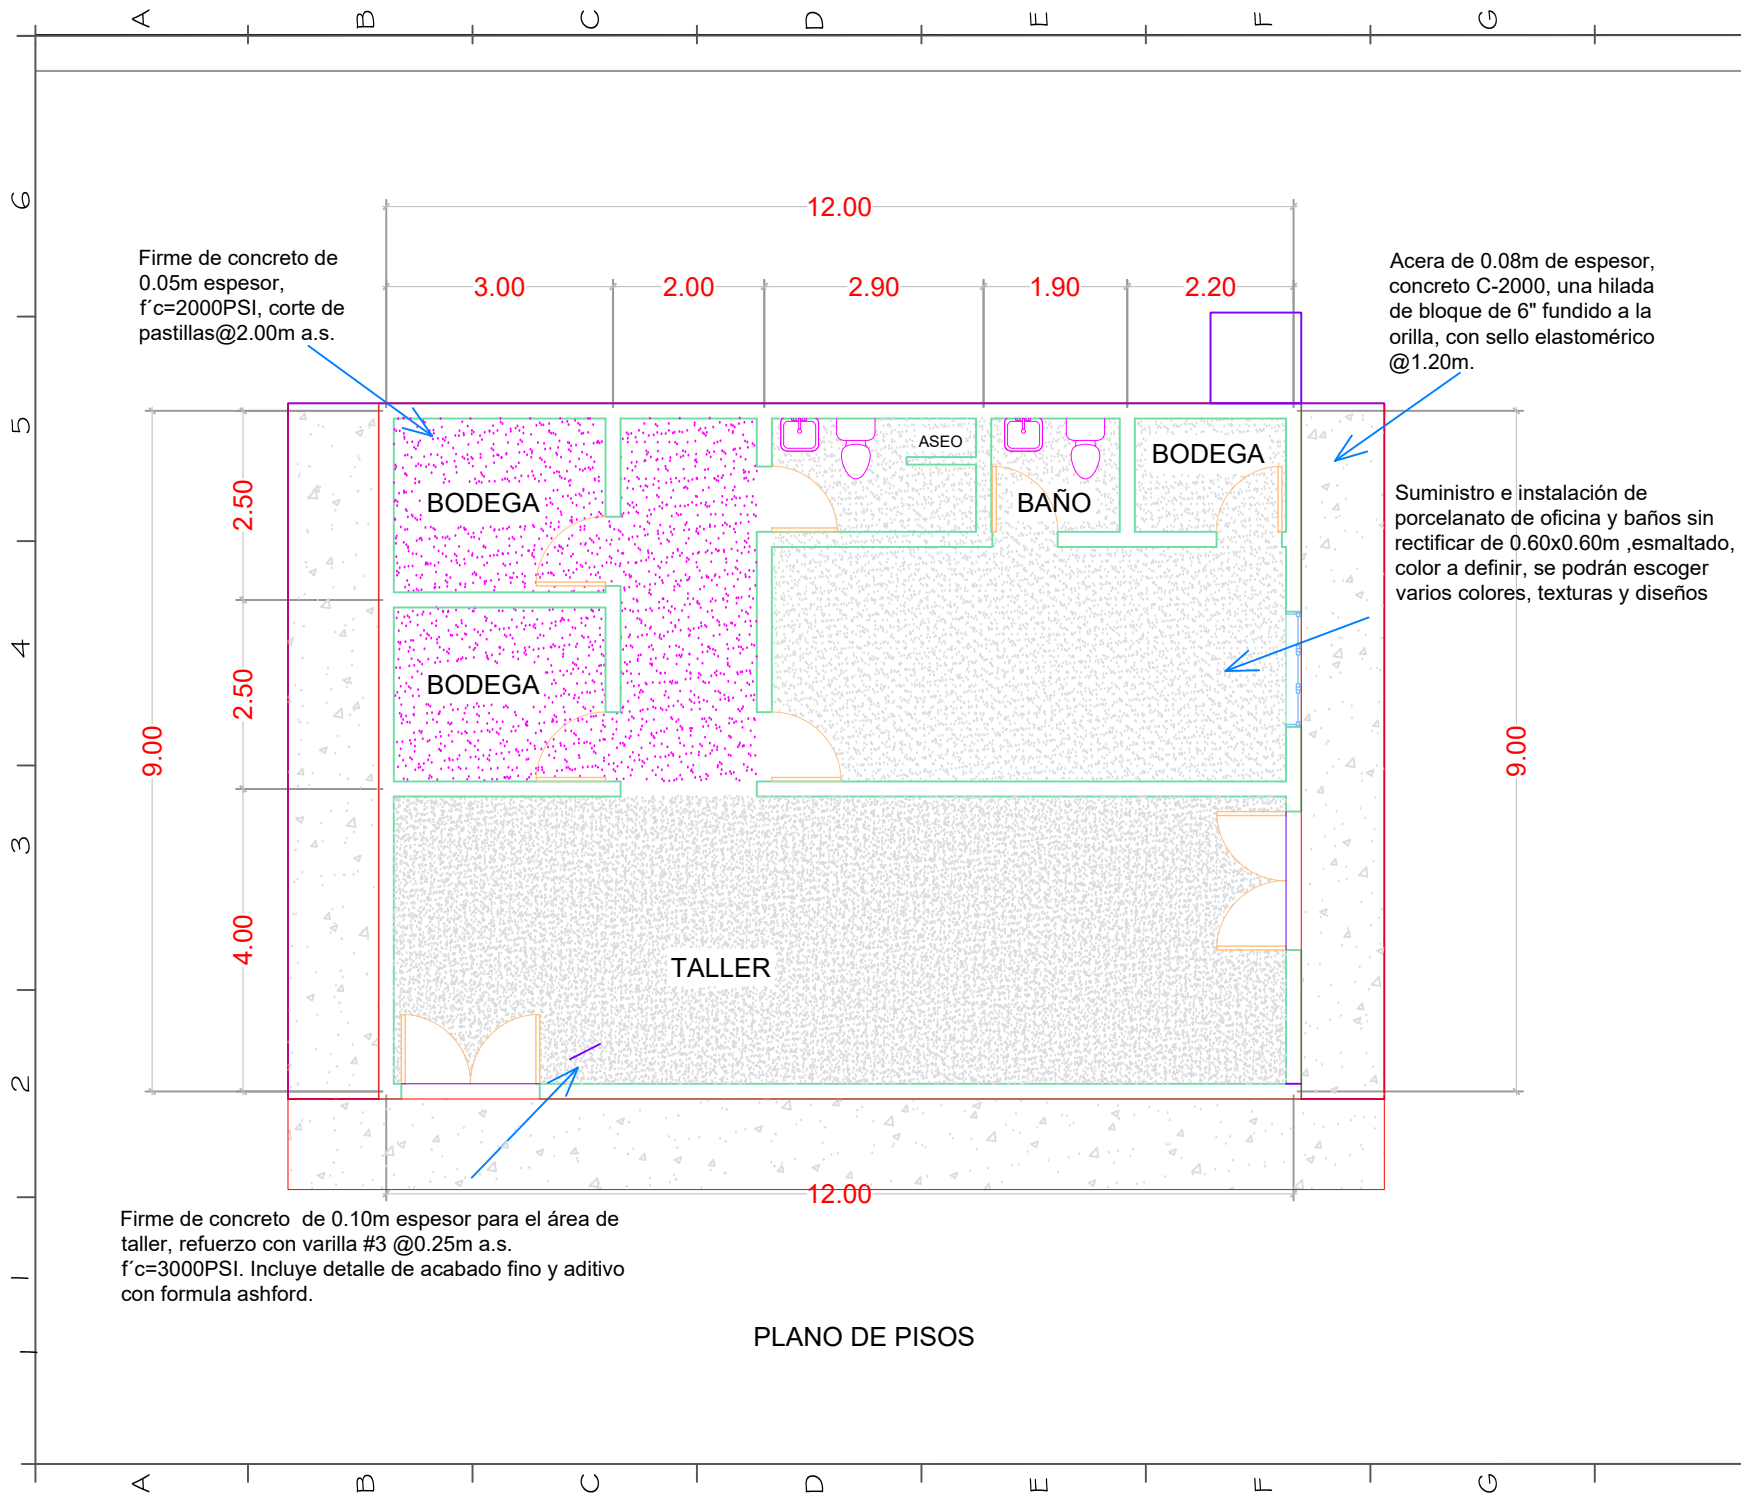 A B C D E F G
6
12.00
Firme de concreto de
0.05m espesor,
f´c=2000PSI, corte de
pastillas@2.00m a.s.
3.00 2.00 2.90 1.90 2.20
Acera de 0.08m de espesor,
concreto C-2000, una hilada
de bloque de 6" fundido a la
orilla, con sello elastomérico
@1.20m.
5
ASEO
BODEGA
2.50
BODEGA
BAÑO
Suministro e instalación de
porcelanato de oficina y baños sin
rectificar de 0.60x0.60m ,esmaltado,
color a definir, se podrán escoger
varios colores, texturas y diseños
4
2.50
BODEGA
9.00
9.00
3
4.00
TALLER
2
12.00
Firme de concreto  de 0.10m espesor para el área de
taller, refuerzo con varilla #3 @0.25m a.s.
f´c=3000PSI. Incluye detalle de acabado fino y aditivo
con formula ashford.
1
PLANO DE PISOS
A B C D E F G